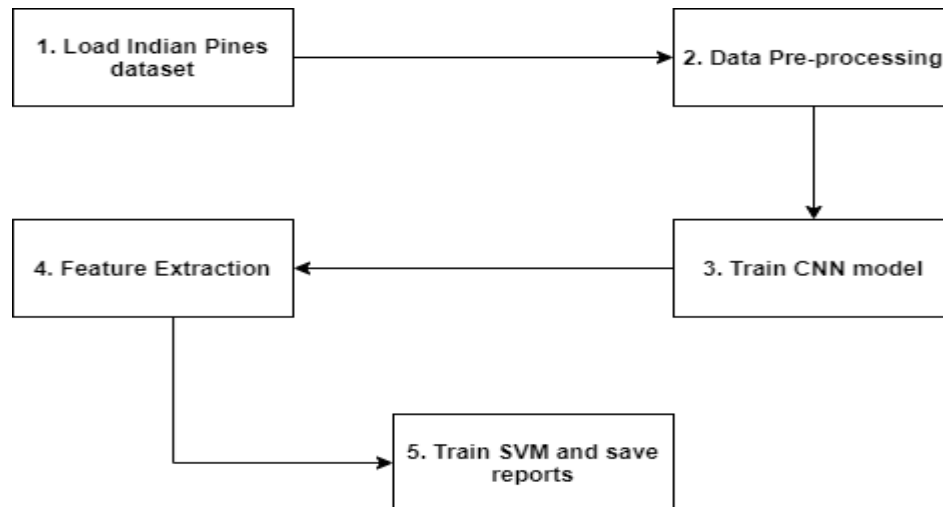 1. Load Indian Pines
dataset
2. Data Pre-processing
3. Train CNN model
4. Feature Extraction
5. Train SVM and save
reports